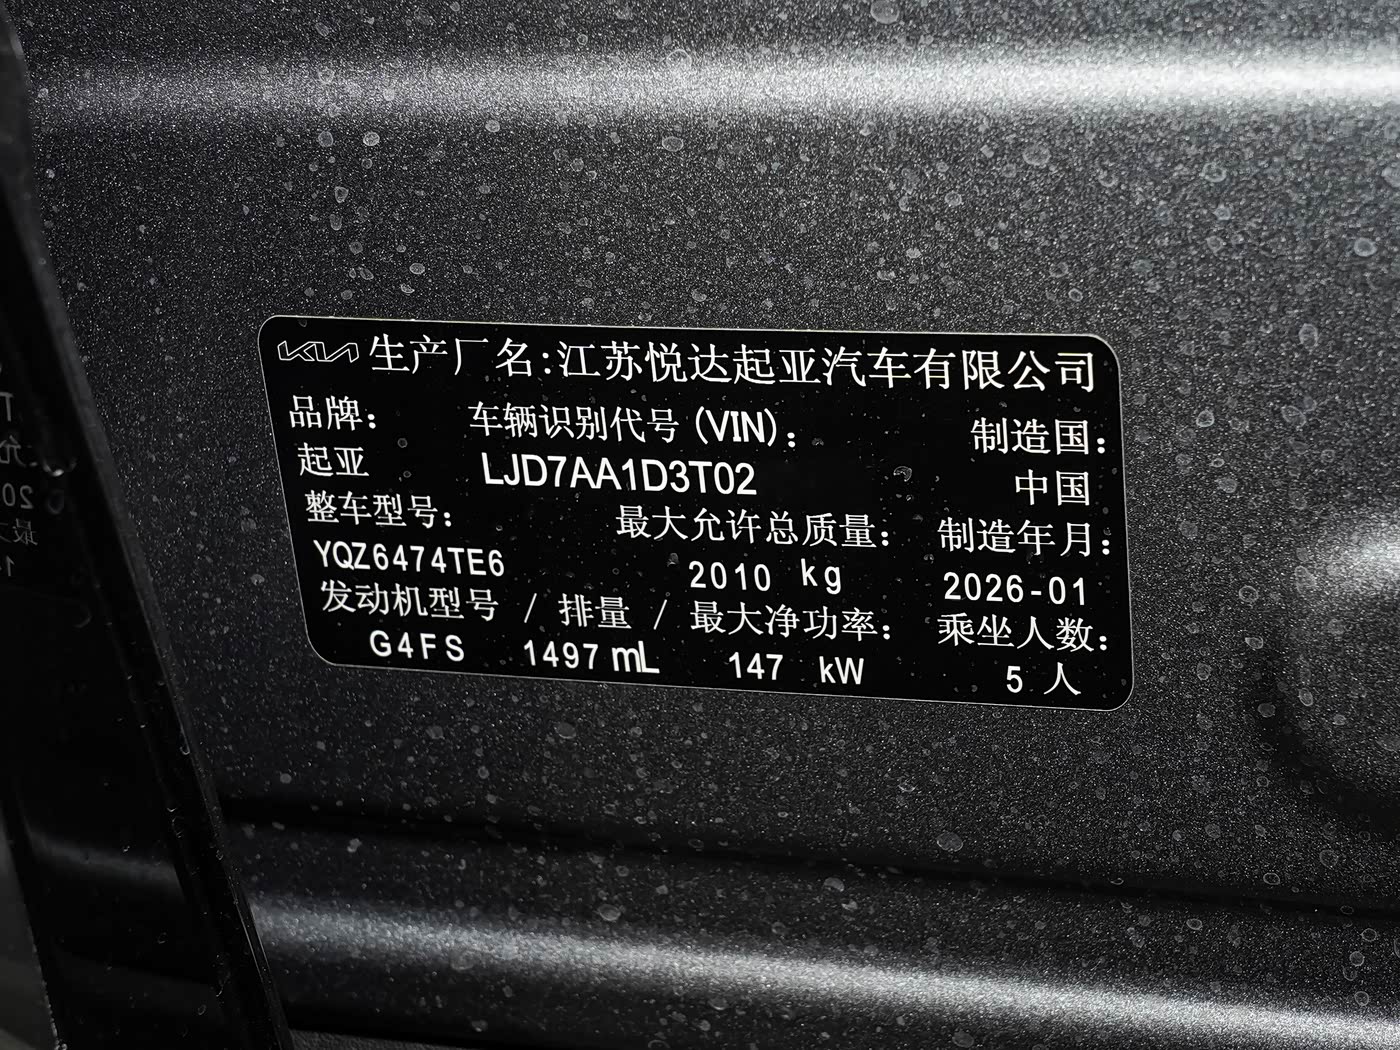 KIA 生产厂名:江苏悦达起亚汽车有限公司
品牌: 车辆识别代号 (VIN): 制造国:
起亚 LJD7AA1D3T02 中国
整车型号: 最大允许总质量: 制造年月:
YQZ6474TE6 2010 kg 2026-01
发动机型号 / 排量 / 最大净功率: 乘坐人数:
G4FS 1497 mL 147 kW 5 人